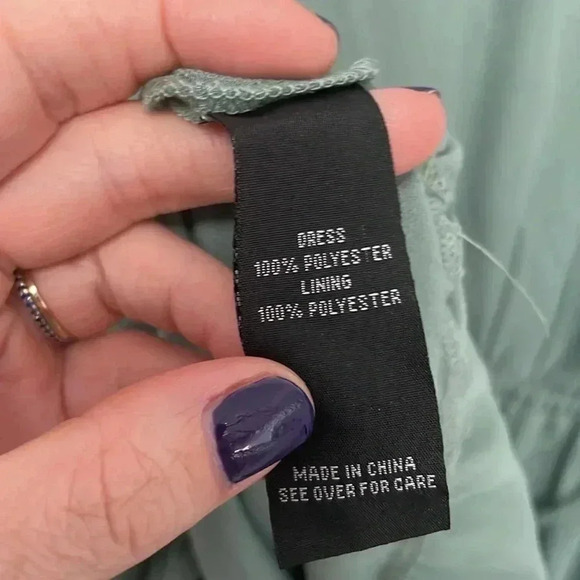 DRESS
100% POLYESTER
LINING
100% POLYESTER
MADE IN CHINA
SEE OVER FOR CARE